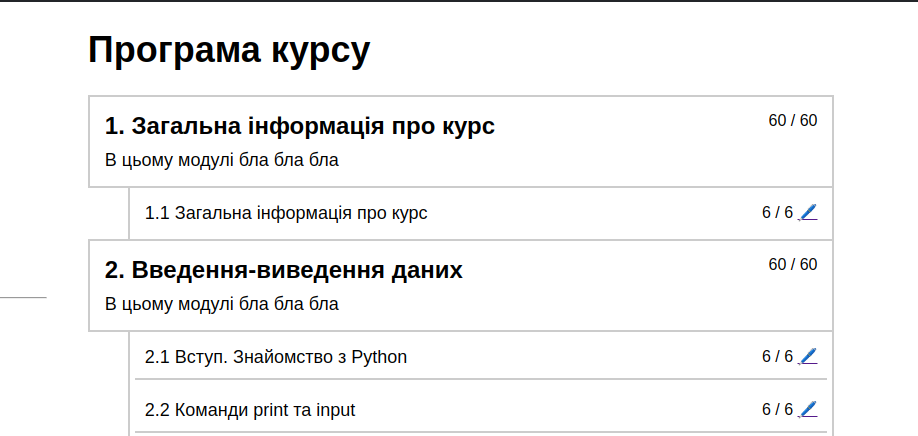 Програма курсу
1. Загальна інформація про курс 60 / 60
В цьому модулі бла бла бла
1.1 Загальна інформація про курс 6 / 6
2. Введення-виведення даних 60 / 60
В цьому модулі бла бла бла
2.1 Вступ. Знайомство з Python 6 / 6
2.2 Команди print та input 6 / 6